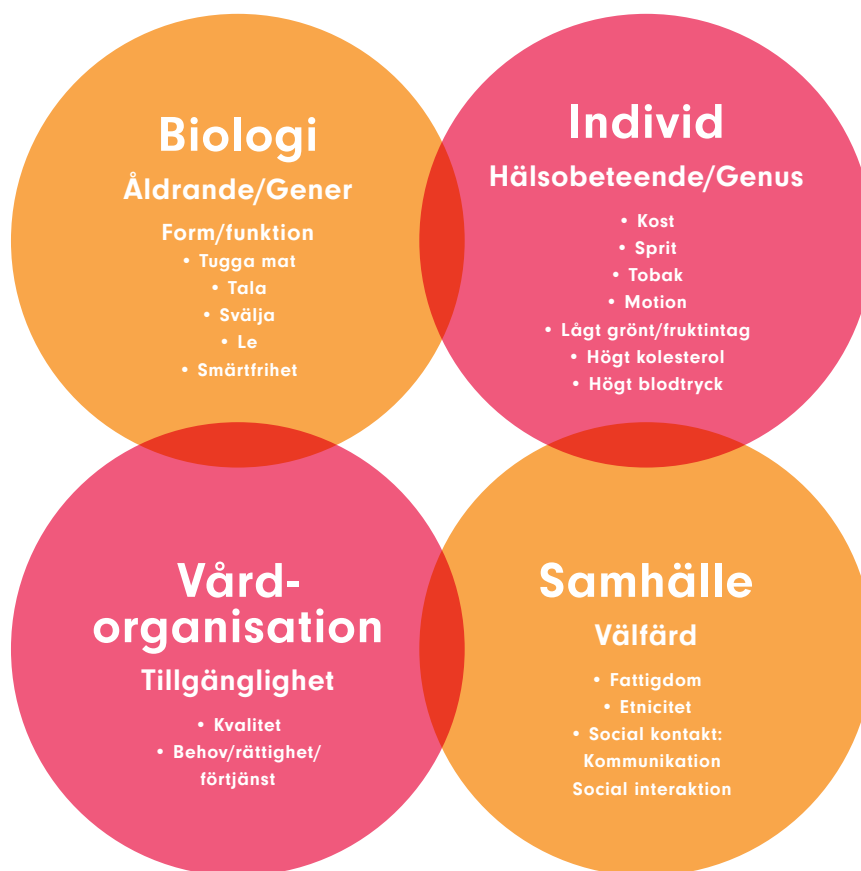 Biologi
Åldrande/Gener
Form/funktion
• Tugga mat
• Tala
• Svälja
• Le
• Smärtfrihet
Individ
Hälsobeteende/Genus
• Kost
• Sprit
• Tobak
• Motion
• Lågt grönt/fruktintag
• Högt kolesterol
• Högt blodtryck
Vård-
organisation
Tillgänglighet
• Kvalitet
• Behov/rättighet/
förtjänst
Samhälle
Välfärd
• Fattigdom
• Etnicitet
• Social kontakt:
Kommunikation
Social interaktion